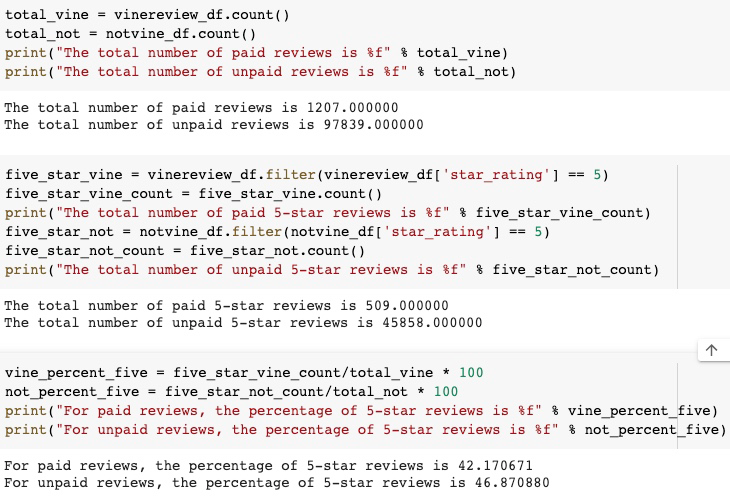 total_vine = vinereview_df.count()
total_not = notvine_df.count()
print("The total number of paid reviews is %f" % total_vine)
print("The total number of unpaid reviews is %f" % total_not)
The total number of paid reviews is 1207.000000
The total number of unpaid reviews is 97839.000000
five_star_vine = vinereview_df.filter(vinereview_df['star_rating'] == 5)
five_star_vine_count = five_star_vine.count()
print("The total number of paid 5-star reviews is %f" % five_star_vine_count)
five_star_not = notvine_df.filter(notvine_df['star_rating'] == 5)
five_star_not_count = five_star_not.count()
print("The total number of unpaid 5-star reviews is %f" % five_star_not_count)
The total number of paid 5-star reviews is 509.000000
The total number of unpaid 5-star reviews is 45858.000000
vine_percent_five = five_star_vine_count/total_vine * 100
not_percent_five = five_star_not_count/total_not * 100
print("For paid reviews, the percentage of 5-star reviews is %f" % vine_percent_five)
print("For unpaid reviews, the percentage of 5-star reviews is %f" % not_percent_five)
For paid reviews, the percentage of 5-star reviews is 42.170671
For unpaid reviews, the percentage of 5-star reviews is 46.870880